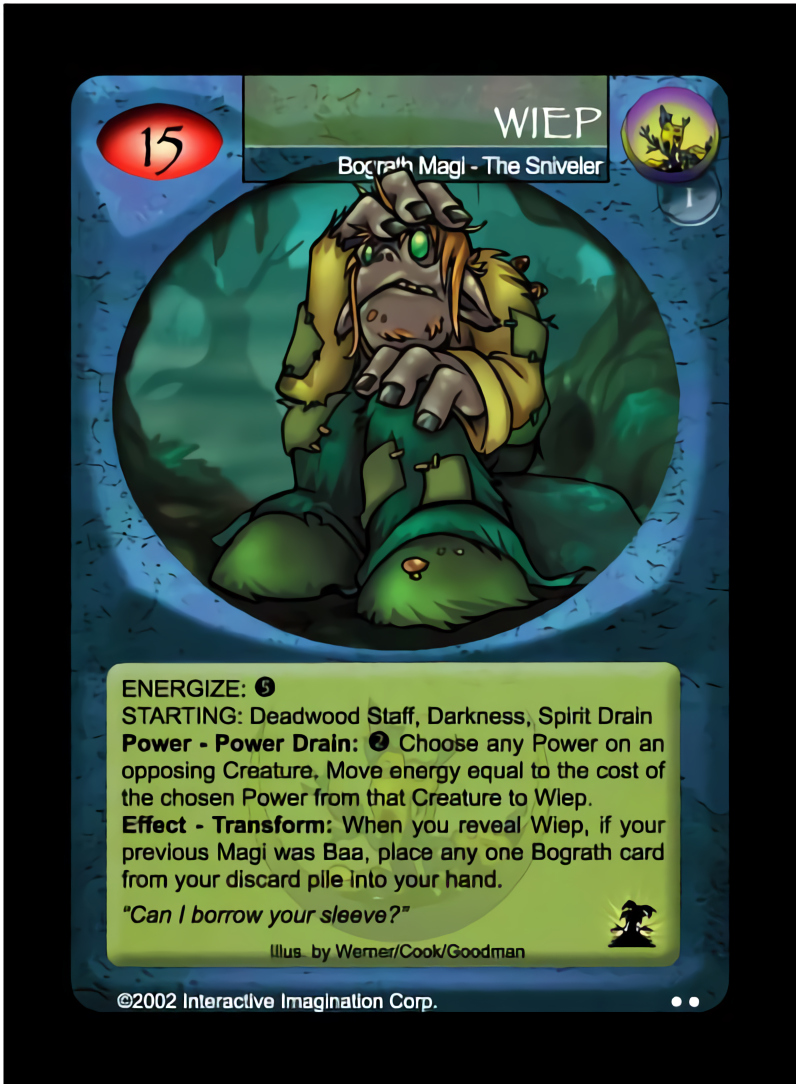 15
WIEP
Bograth Magi - The Sniveler
I
ENERGIZE: 5
STARTING: Deadwood Staff, Darkness, Spirit Drain
Power - Power Drain: 2 Choose any Power on an
opposing Creature. Move energy equal to the cost of
the chosen Power from that Creature to Wiep.
Effect - Transform: When you reveal Wiep, if your
previous Magi was Baa, place any one Bograth card
from your discard pile into your hand.
"Can I borrow your sleeve?"
Illus. by Werner/Cook/Goodman
©2002 Interactive Imagination Corp.